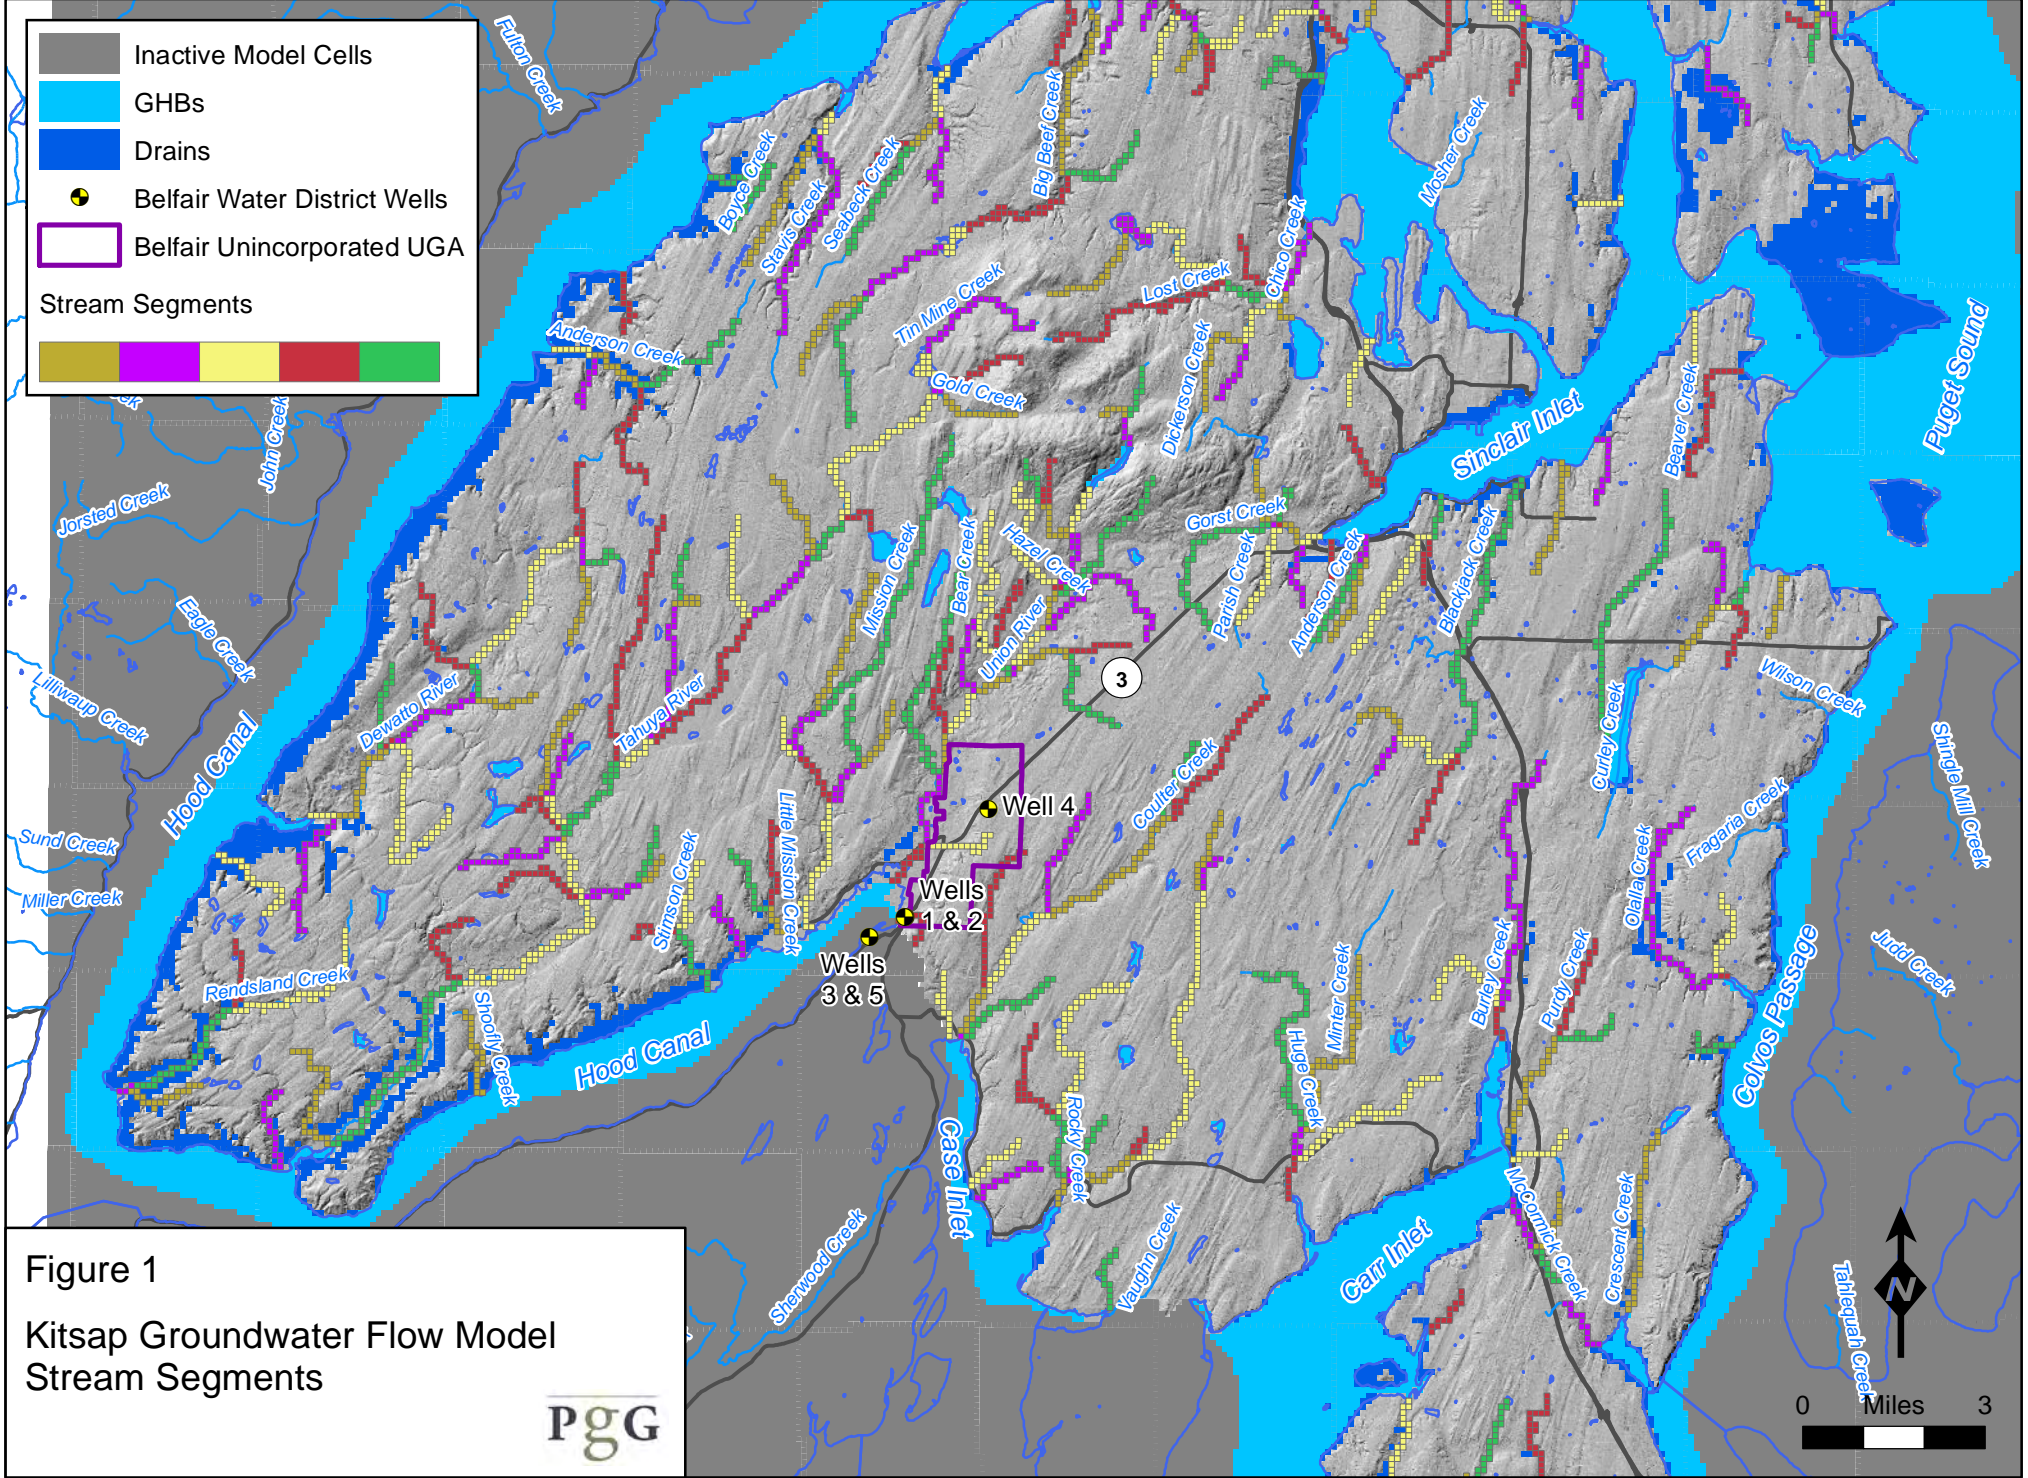 Inactive Model Cells
GHBs
Drains
Belfair Water District Wells
Belfair Unincorporated UGA
Stream Segments
Fulton Creek
Boyce Creek
Stavis Creek
Seabeck Creek
Big Beef Creek
Mosher Creek
Chico Creek
Lost Creek
Tin Mine Creek
Anderson Creek
Gold Creek
Dickerson Creek
Sinclair Inlet
Beaver Creek
Puget Sound
John Creek
Jorsted Creek
Eagle Creek
Lilliwaup Creek
Hood Canal
Sund Creek
Miller Creek
Dewatto River
Tahuya River
Mission Creek
Bear Creek
Hazel Creek
Union River
Gorst Creek
Parish Creek
Anderson Creek
Blackjack Creek
3
Curley Creek
Wilson Creek
Shingle Mill Creek
Fragaria Creek
Olalla Creek
Judd Creek
Colvos Passage
Coulter Creek
Well 4
Wells
1 & 2
Wells
3 & 5
Little Mission Creek
Stimson Creek
Rendsland Creek
Shoofly Creek
Hood Canal
Case Inlet
Rocky Creek
Huge Creek
Minter Creek
Burley Creek
Purdy Creek
McCormick Creek
Crescent Creek
Vaughn Creek
Carr Inlet
Sherwood Creek
Tahlequah Creek
N
0 Miles 3
Figure 1
Kitsap Groundwater Flow Model
Stream Segments
PgG